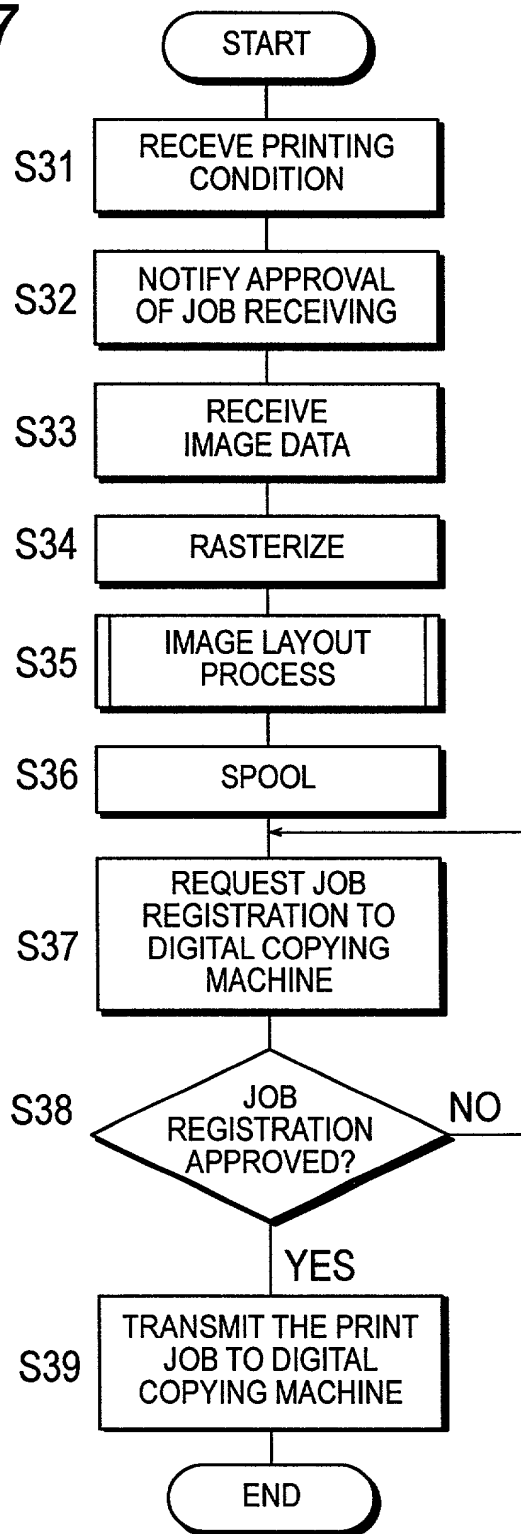 7
START
S31
RECEVE PRINTING
CONDITION
S32
NOTIFY APPROVAL
OF JOB RECEIVING
S33
RECEIVE
IMAGE DATA
S34
RASTERIZE
S35
IMAGE LAYOUT
PROCESS
S36
SPOOL
S37
REQUEST JOB
REGISTRATION TO
DIGITAL COPYING
MACHINE
S38
JOB
REGISTRATION
APPROVED?
NO
YES
S39
TRANSMIT THE PRINT
JOB TO DIGITAL
COPYING MACHINE
END